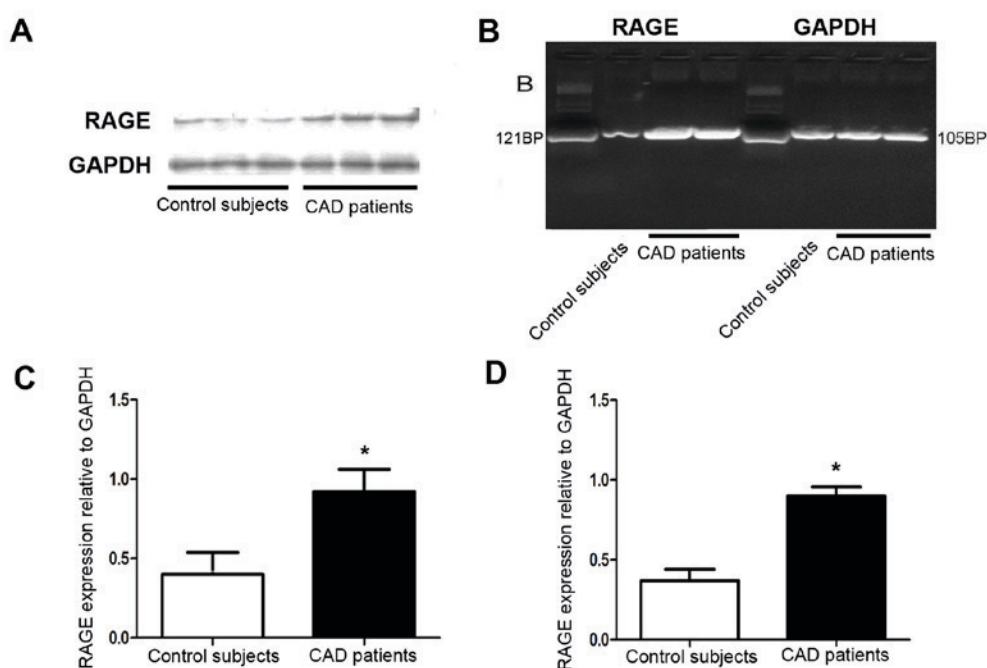 A
RAGE
GAPDH
Control subjects CAD patients
B
RAGE GAPDH
B
121BP 105BP
Control subjects CAD patients Control subjects CAD patients
C
RAGE expression relative to GAPDH
1.5
1.0
0.5
0.0
*
Control subjects CAD patients
D
RAGE expression relative to GAPDH
1.5
1.0
0.5
0.0
*
Control subjects CAD patients